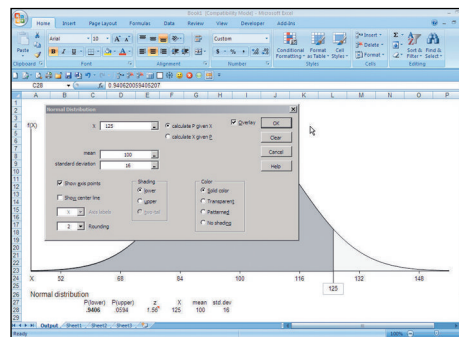 Book1 [Compatibility Mode] - Microsoft Excel
Home Insert Page Layout Formulas Data Review View Developer Add-Ins
Paste
Arial 10
Custom
Conditional Formatting Format as Table Cell Styles
Insert
Delete
Format
Sort & Filter Find & Select
Clipboard Font Alignment Number Styles Cells Editing
C28 fx 0.940620059405207
A B C D E F G H I J K L M N O P
Normal Distribution
X 125
calculate P given X
calculate X given P
Overlay
OK
Clear
Cancel
Help
mean 100
standard deviation 16
Show axis points
Show center line
X Axis labels
2 Rounding
Shading
lower
upper
Color
Solid color
Transparent
Patterned
No shading
f(X)
X 52 68 84 100 116 132 148
125
Normal distribution
P(lower) P(upper) z X mean std.dev
.9406 .0594 1.56 125 100 16
Output Sheet1 Sheet2 Sheet3
Ready 100%